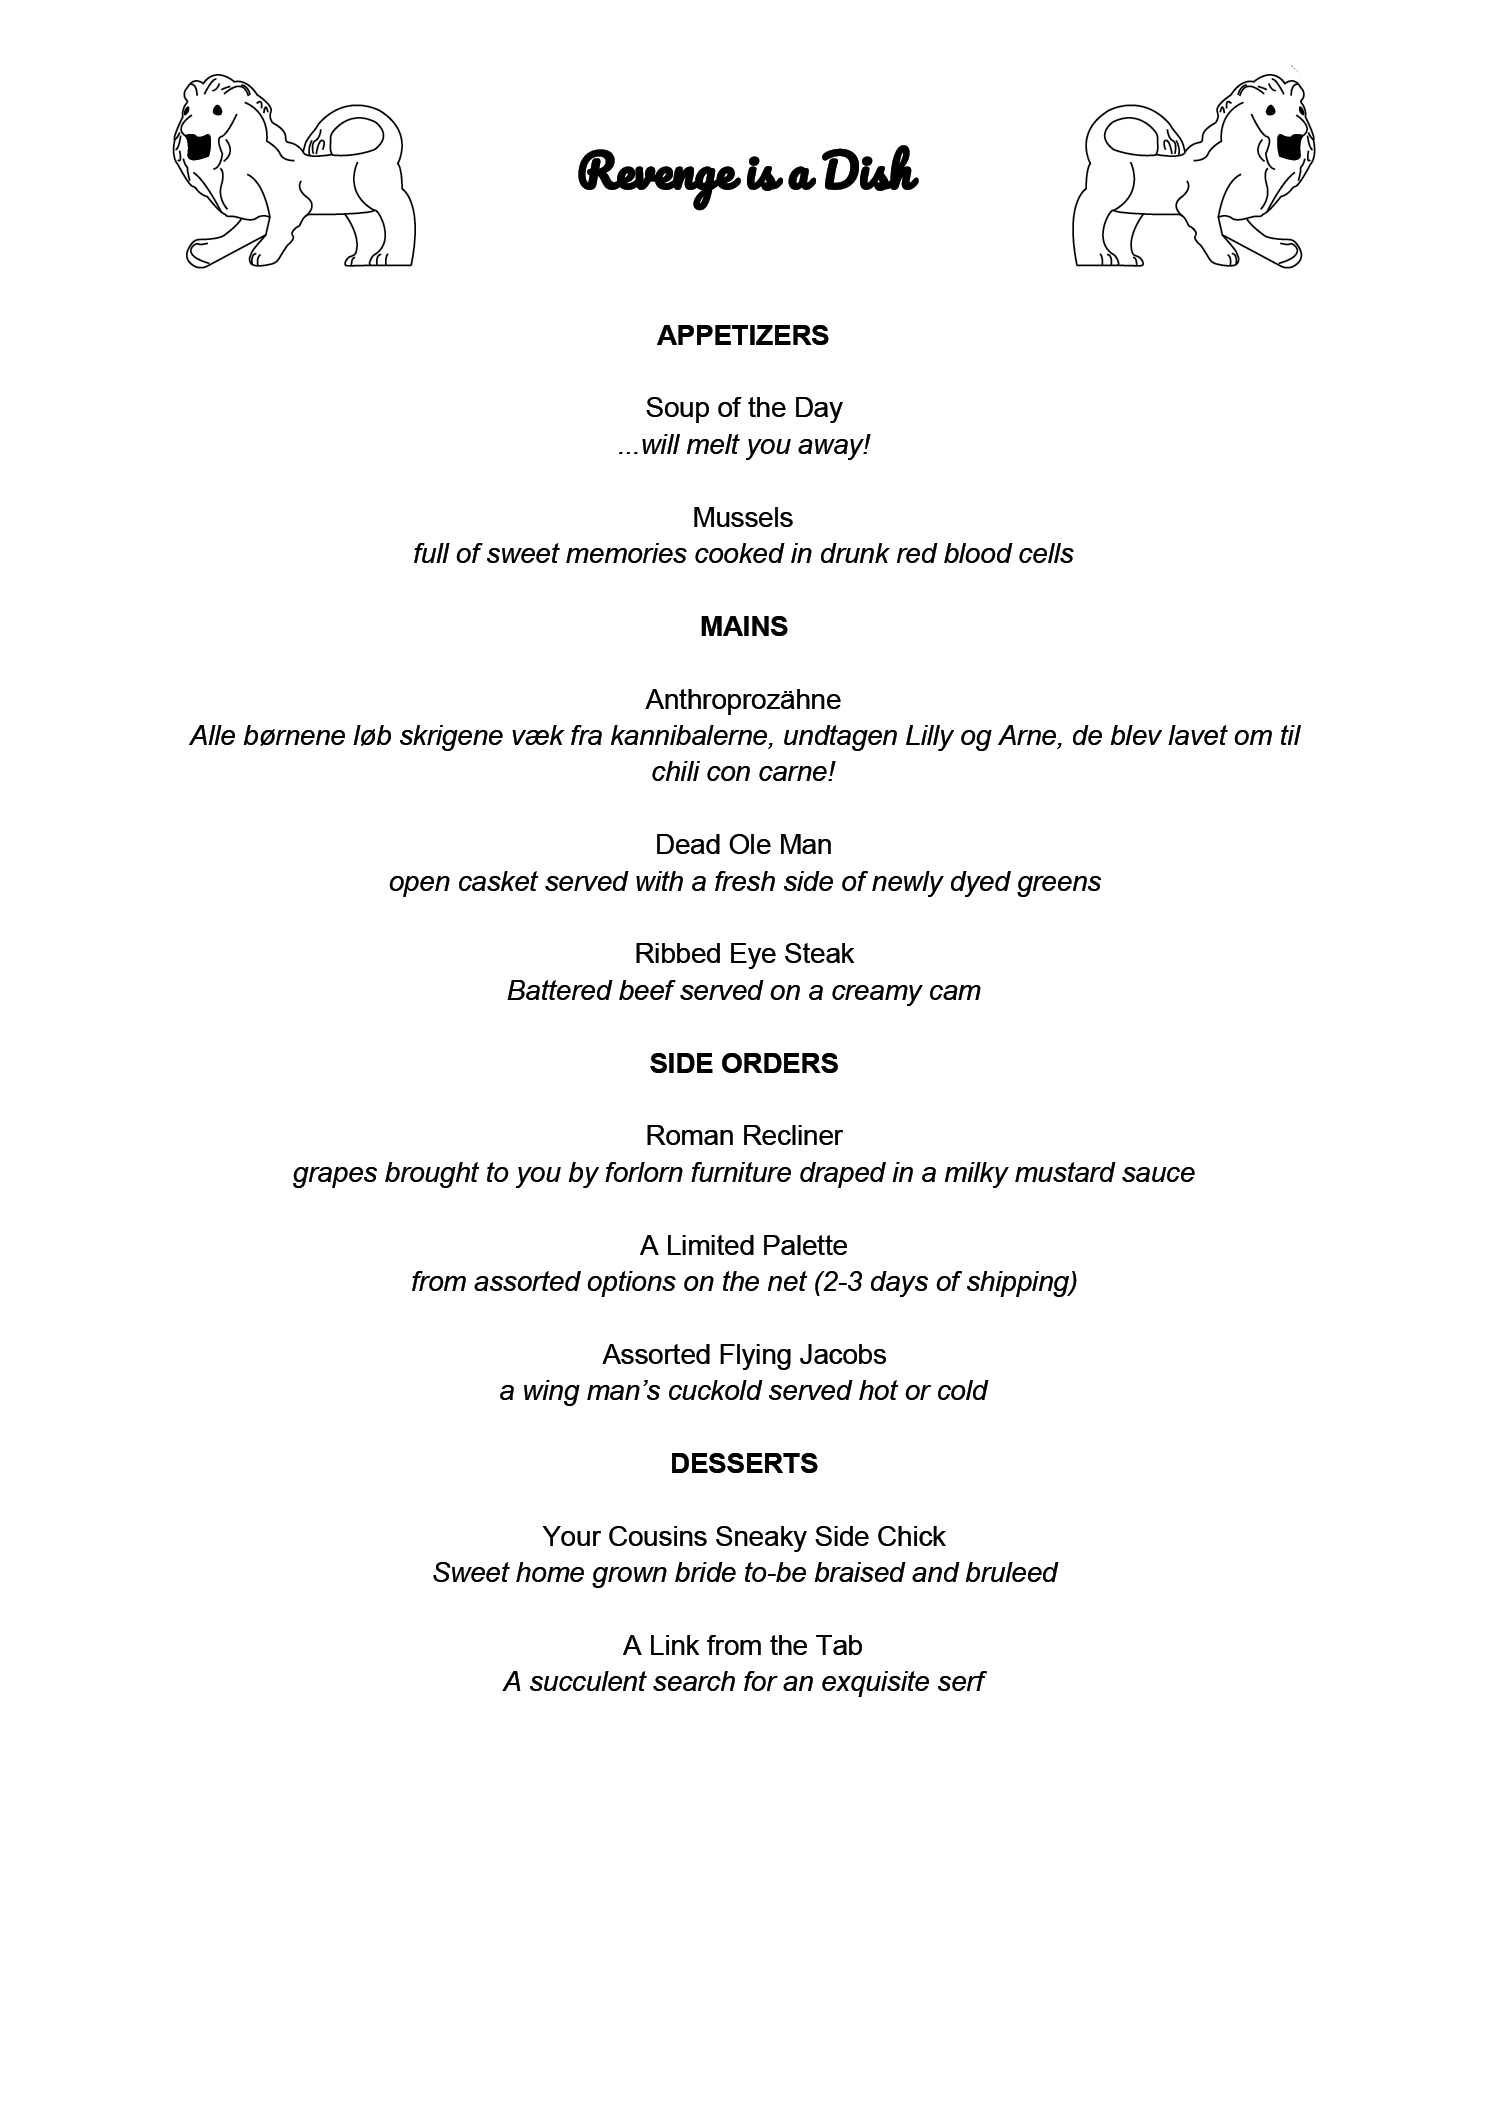 Revenge is a Dish
APPETIZERS
Soup of the Day
...will melt you away!
Mussels
full of sweet memories cooked in drunk red blood cells
MAINS
Anthroprozähne
Alle børnene løb skrigene væk fra kannibalerne, undtagen Lilly og Arne, de blev lavet om til
chili con carne!
Dead Ole Man
open casket served with a fresh side of newly dyed greens
Ribbed Eye Steak
Battered beef served on a creamy cam
SIDE ORDERS
Roman Recliner
grapes brought to you by forlorn furniture draped in a milky mustard sauce
A Limited Palette
from assorted options on the net (2-3 days of shipping)
Assorted Flying Jacobs
a wing man’s cuckold served hot or cold
DESSERTS
Your Cousins Sneaky Side Chick
Sweet home grown bride to-be braised and bruleed
A Link from the Tab
A succulent search for an exquisite serf